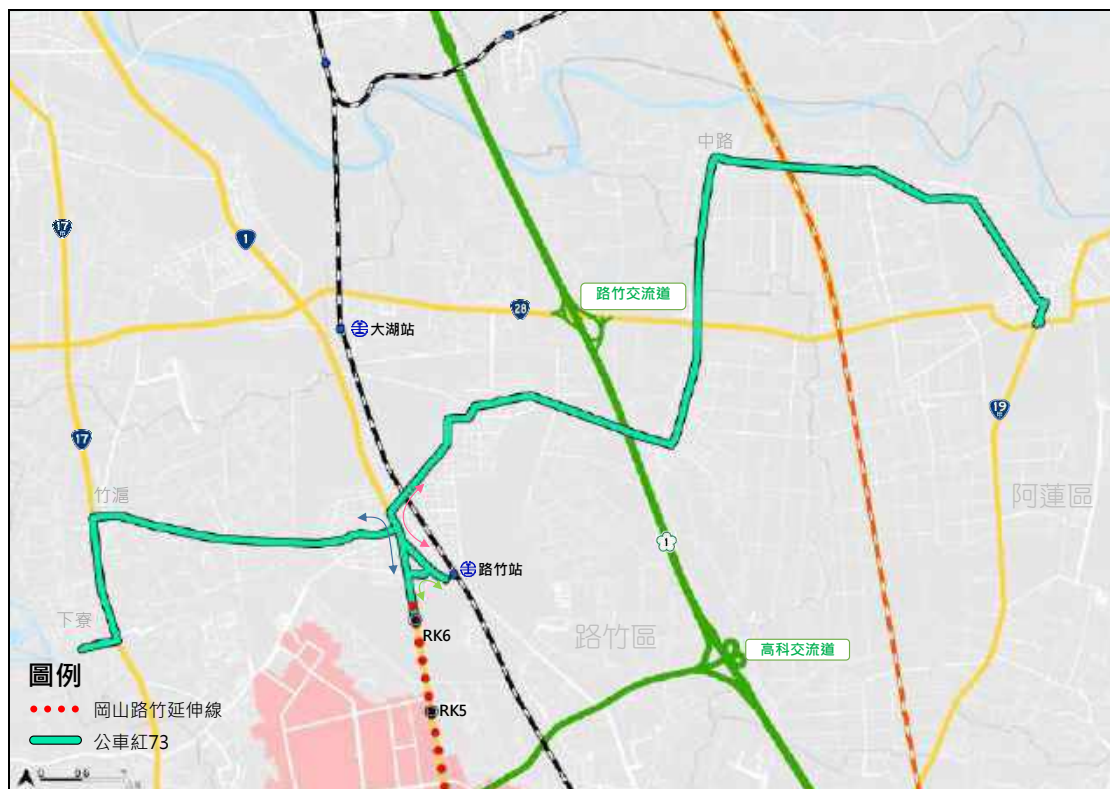 中路
17
1
路竹交流道
28
大湖站
19
17
竹滬
阿蓮區
1
路竹站
下寮
RK6
路竹區
高科交流道
圖例
RK5
岡山路竹延伸線
公車紅73